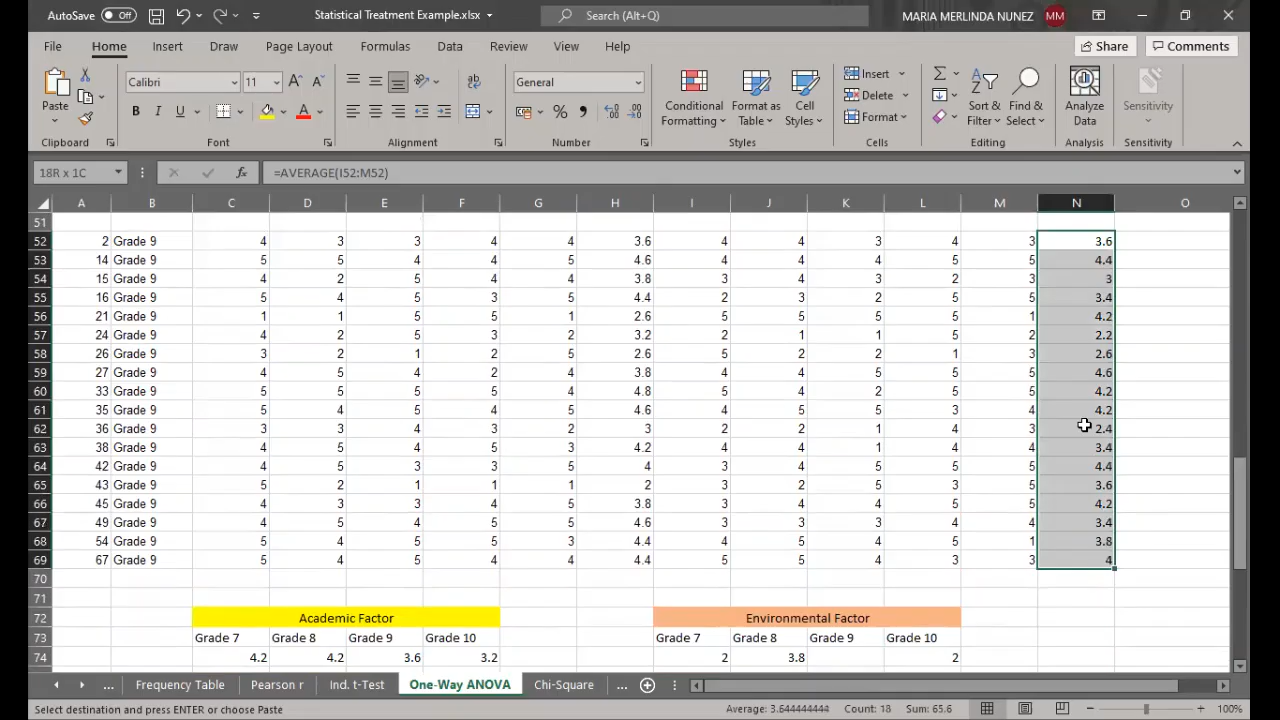 AutoSave Off Statistical Treatment Example.xlsx Search (Alt+Q) MARIA MERLINDA NUNEZ MM
File Home Insert Draw Page Layout Formulas Data Review View Help Share Comments
Paste Calibri 11 General Conditional Formatting Format as Table Cell Styles Insert Delete Format Sort & Filter Find & Select Analyze Data Sensitivity
Clipboard Font Alignment Number Styles Cells Editing Analysis Sensitivity
18R x 1C fx =AVERAGE(I52:M52)
A B C D E F G H I J K L M N O
51
52 2 Grade 9 4 3 3 4 4 3.6 4 4 3 4 3 3.6
53 14 Grade 9 5 5 4 4 5 4.6 4 4 4 5 5 4.4
54 15 Grade 9 4 2 5 4 4 3.8 3 4 3 2 3 3
55 16 Grade 9 5 4 5 3 5 4.4 2 3 2 5 5 3.4
56 21 Grade 9 1 1 5 5 1 2.6 5 5 5 5 1 4.2
57 24 Grade 9 4 2 5 3 2 3.2 2 1 1 5 2 2.2
58 26 Grade 9 3 2 1 2 5 2.6 5 2 2 1 3 2.6
59 27 Grade 9 4 5 4 2 4 3.8 4 4 5 5 5 4.6
60 33 Grade 9 5 5 5 5 4 4.8 5 4 2 5 5 4.2
61 35 Grade 9 5 4 5 4 5 4.6 4 5 5 3 4 4.2
62 36 Grade 9 3 3 4 3 2 3 2 2 1 4 3 2.4
63 38 Grade 9 4 5 4 5 3 4.2 4 4 1 4 4 3.4
64 42 Grade 9 4 5 3 3 5 4 3 4 5 5 5 4.4
65 43 Grade 9 5 2 1 1 1 2 3 2 5 3 5 3.6
66 45 Grade 9 4 3 3 4 5 3.8 3 4 4 5 5 4.2
67 49 Grade 9 4 5 4 5 5 4.6 3 3 3 4 4 3.4
68 54 Grade 9 5 4 5 5 3 4.4 4 5 4 5 1 3.8
69 67 Grade 9 5 4 5 4 4 4.4 5 5 4 3 3 4
70
71
72 Academic Factor Environmental Factor
73 Grade 7 Grade 8 Grade 9 Grade 10 Grade 7 Grade 8 Grade 9 Grade 10
74 4.2 4.2 3.6 3.2 2 3.8 2
... Frequency Table Pearson r Ind. t-Test One-Way ANOVA Chi-Square ...
Select destination and press ENTER or choose Paste Average: 3.644444444 Count: 18 Sum: 65.6 100%